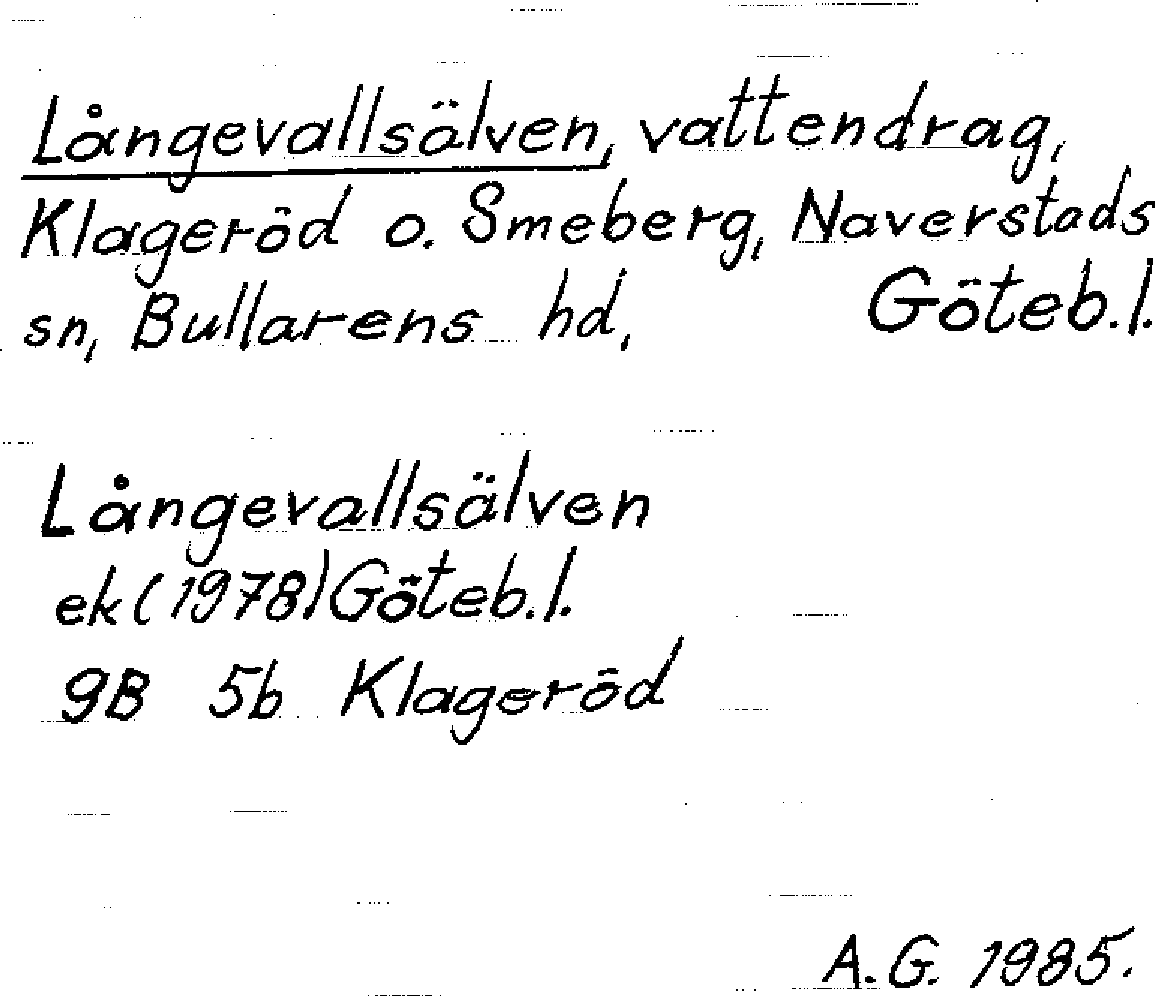 Långevallsälven, vattendrag,
Klageröd o. Smeberg, Naverstads
sn, Bullarens hd, Göteb.l.
Långevallsälven
ek (1978) Göteb.l.
9B 5b Klageröd
A.G. 1985.